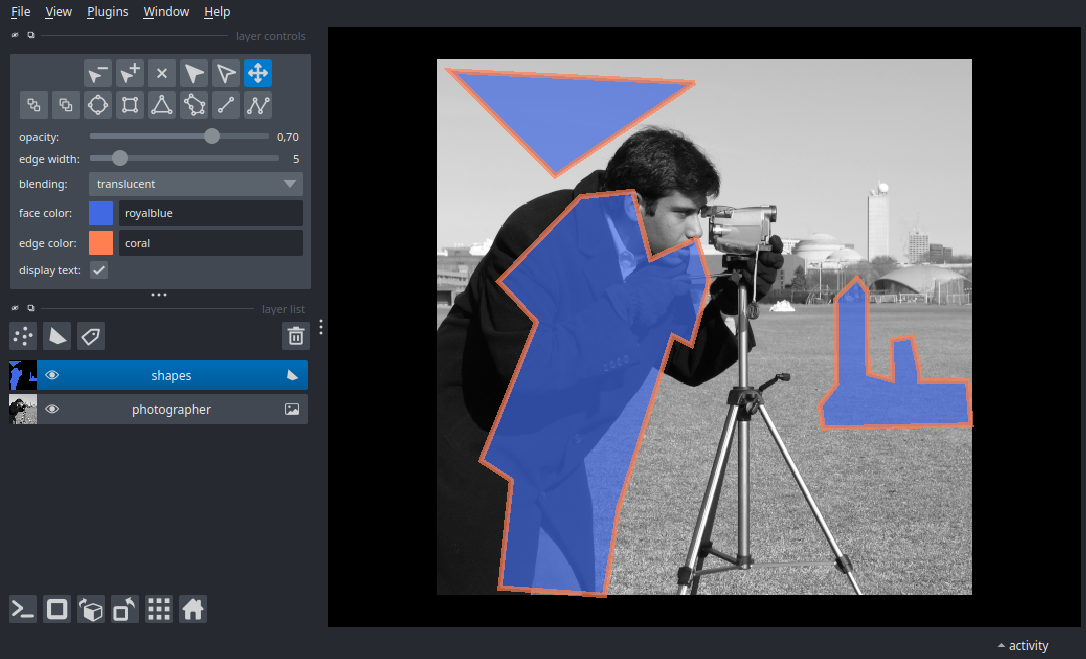 File View Plugins Window Help
layer controls
opacity: 0,70
edge width: 5
blending: translucent
face color: royalblue
edge color: coral
display text:
layer list
shapes
photographer
activity